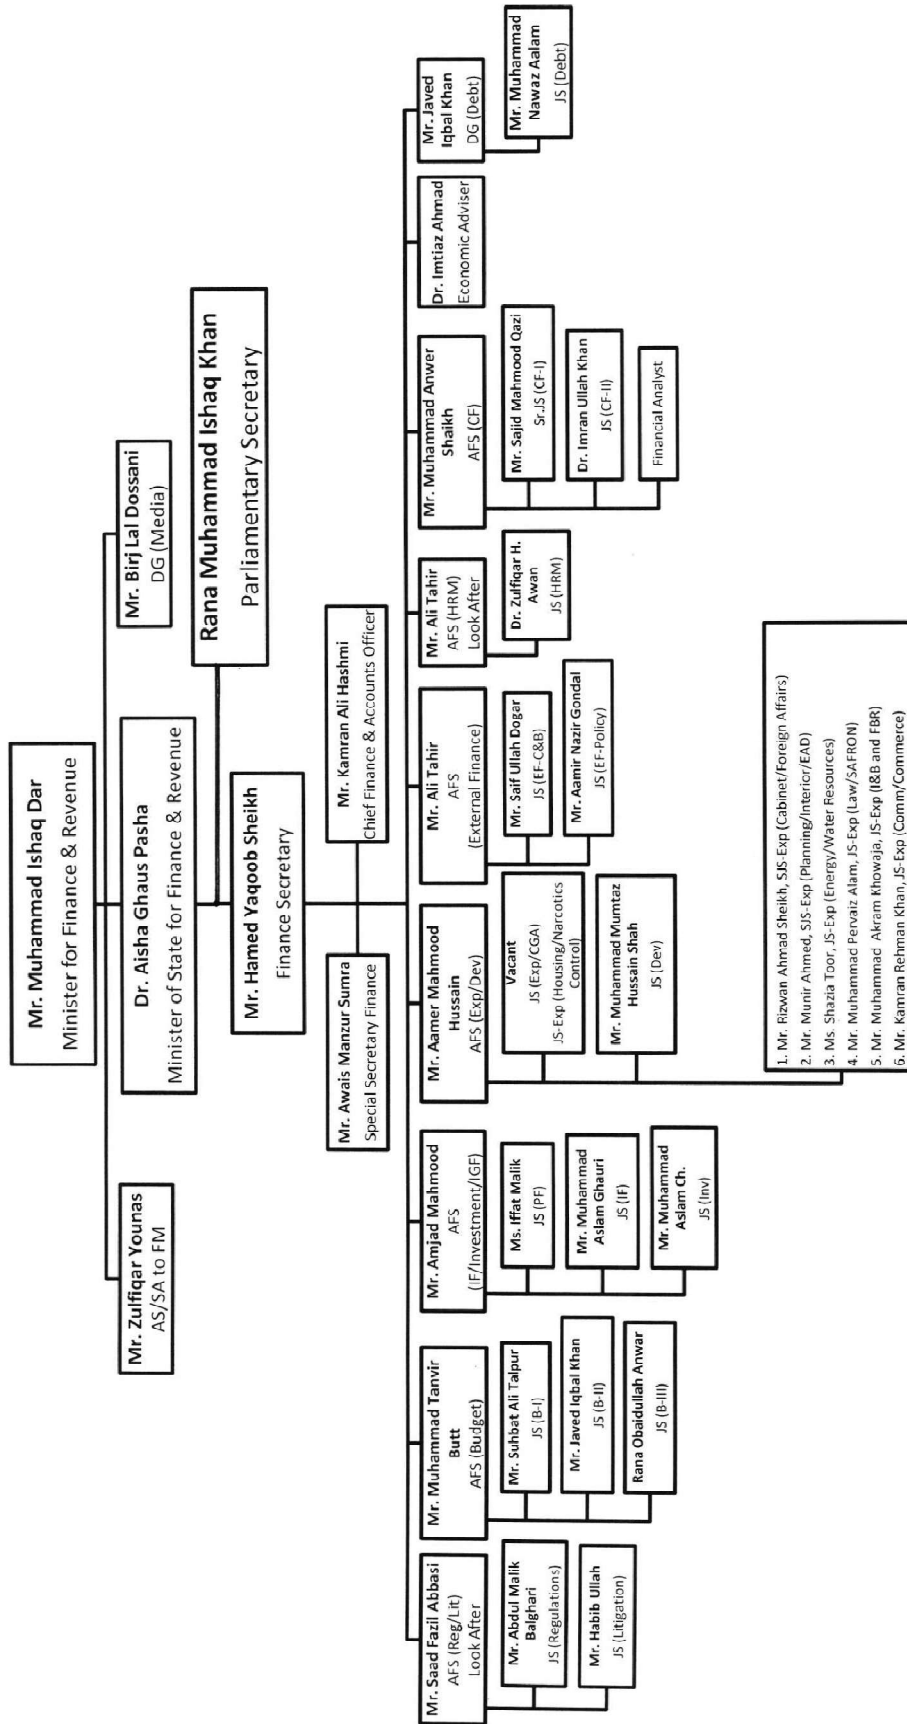 Mr. Muhammad Ishaq Dar
Minister for Finance & Revenue
Mr. Zulfiqar Younas
AS/SA to FM
Dr. Aisha Ghaus Pasha
Minister of State for Finance & Revenue
Mr. Birj Lal Dossani
DG (Media)
Rana Muhammad Ishaq Khan
Parliamentary Secretary
Mr. Hamed Yaqoob Sheikh
Finance Secretary
Mr. Awais Manzur Sumra
Special Secretary Finance
Mr. Kamran Ali Hashmi
Chief Finance & Accounts Officer
Mr. Saad Fazil Abbasi
AFS (Reg/Lit)
Look After
Mr. Abdul Malik
Balghari
JS (Regulations)
Mr. Habib Ullah
JS (Litigation)
Mr. Muhammad Tanvir
Butt
AFS (Budget)
Mr. Suhbat Ali Talpur
JS (B-I)
Mr. Javed Iqbal Khan
JS (B-II)
Rana Obaidullah Anwar
JS (B-III)
Mr. Amjad Mahmood
AFS
(IF/Investment/IGF)
Ms. Iffat Malik
JS (PF)
Mr. Muhammad
Aslam Ghauri
JS (IF)
Mr. Muhammad
Aslam Ch.
JS (Inv)
Mr. Aamer Mahmood
Hussain
AFS (Exp/Dev)
Vacant
JS (Exp/CGA)
JS-Exp (Housing/Narcotics
Control)
Mr. Muhammad Mumtaz
Hussain Shah
JS (Dev)
1. Mr. Rizwan Ahmad Sheikh, SJS-Exp (Cabinet/Foreign Affairs)
2. Mr. Munir Ahmed, SJS-Exp (Planning/Interior/EAD)
3. Ms. Shazia Toor, JS-Exp (Energy/Water Resources)
4. Mr. Muhammad Pervaiz Alam, JS-Exp (Law/SAFRON)
5. Mr. Muhammad Akram Khowaja, JS-Exp (I&B and FBR)
6. Mr. Kamran Rehman Khan, JS-Exp (Comm/Commerce)
Mr. Ali Tahir
AFS
(External Finance)
Mr. Saif Ullah Dogar
JS (EF-C&B)
Mr. Aamir Nazir Gondal
JS (EF-Policy)
Mr. Ali Tahir
AFS (HRM)
Look After
Dr. Zulfiqar H.
Awan
JS (HRM)
Mr. Muhammad Anwer
Shaikh
AFS (CF)
Mr. Sajid Mahmood Qazi
Sr.JS (CF-I)
Dr. Imran Ullah Khan
JS (CF-II)
Financial Analyst
Dr. Imtiaz Ahmad
Economic Adviser
Mr. Javed
Iqbal Khan
DG (Debt)
Mr. Muhammad
Nawaz Aalam
JS (Debt)